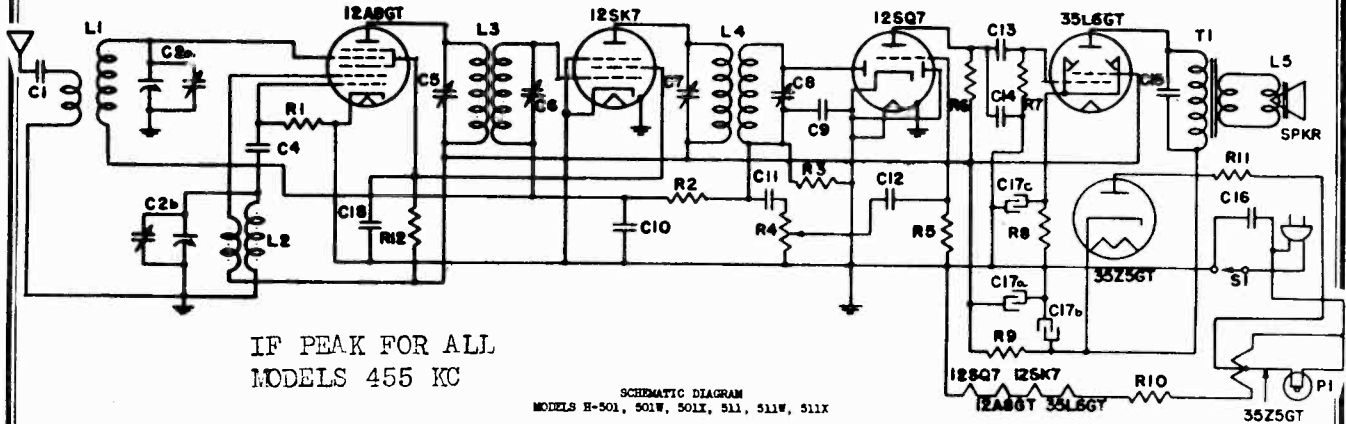 12A8GT
12SK7
12SQ7
35L6GT
L1
C2a
L3
L4
C13
T1
L5
C1
C5
C6
C7
C8
R6
C14
R7
C15
R1
C9
SPKR
C4
R2
C11
R3
C12
C17c
R11
C16
C2b
C18
R12
L2
C10
R4
R5
R8
35Z5GT
S1
C17a
C17b
R9
IF PEAK FOR ALL
MODELS 455 KC
12SQ7 12SK7
R10
P1
12A8GT 35L6GT
35Z5GT
SCHEMATIC DIAGRAM
MODELS H-501, 501W, 501X, 511, 511W, 511X